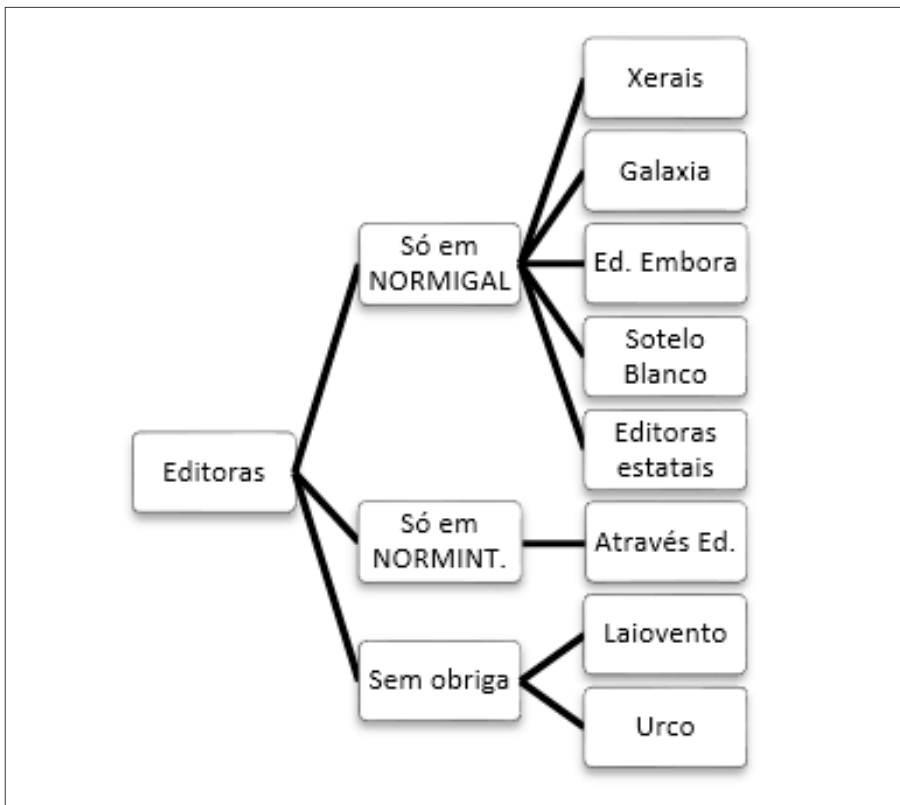 Editoras
Só em
NORMIGAL
Xerais
Galaxia
Ed. Embora
Sotelo
Blanco
Editoras
estatais
Só em
NORMINT.
Através Ed.
Sem obriga
Laiovento
Urco